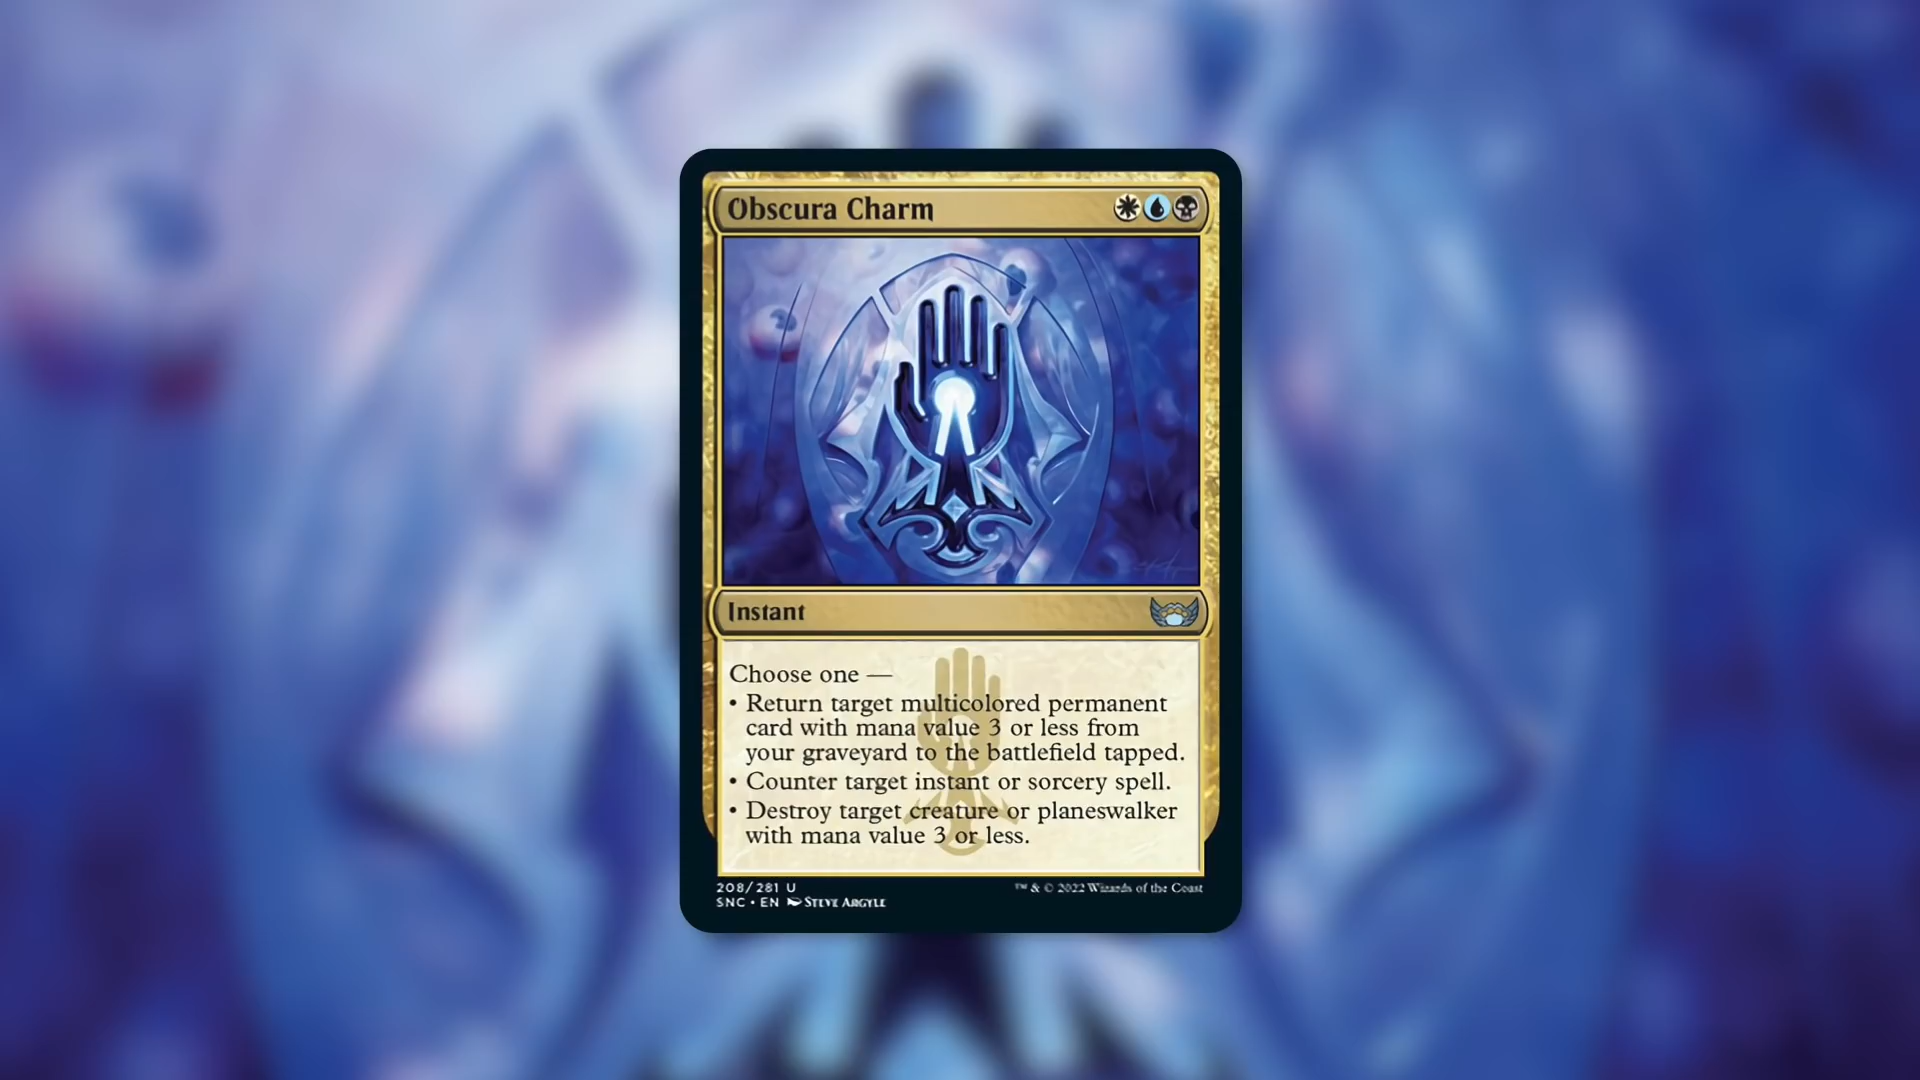 Obscura Charm
Instant
Choose one —
• Return target multicolored permanent
card with mana value 3 or less from
your graveyard to the battlefield tapped.
• Counter target instant or sorcery spell.
• Destroy target creature or planeswalker
with mana value 3 or less.
208/281 U
™ & © 2022 Wizards of the Coast
SNC • EN Steve Argyle